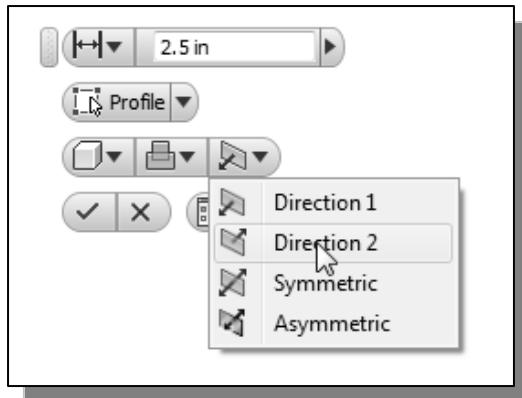 2.5 in
Profile
Direction 1
Direction 2
Symmetric
Asymmetric